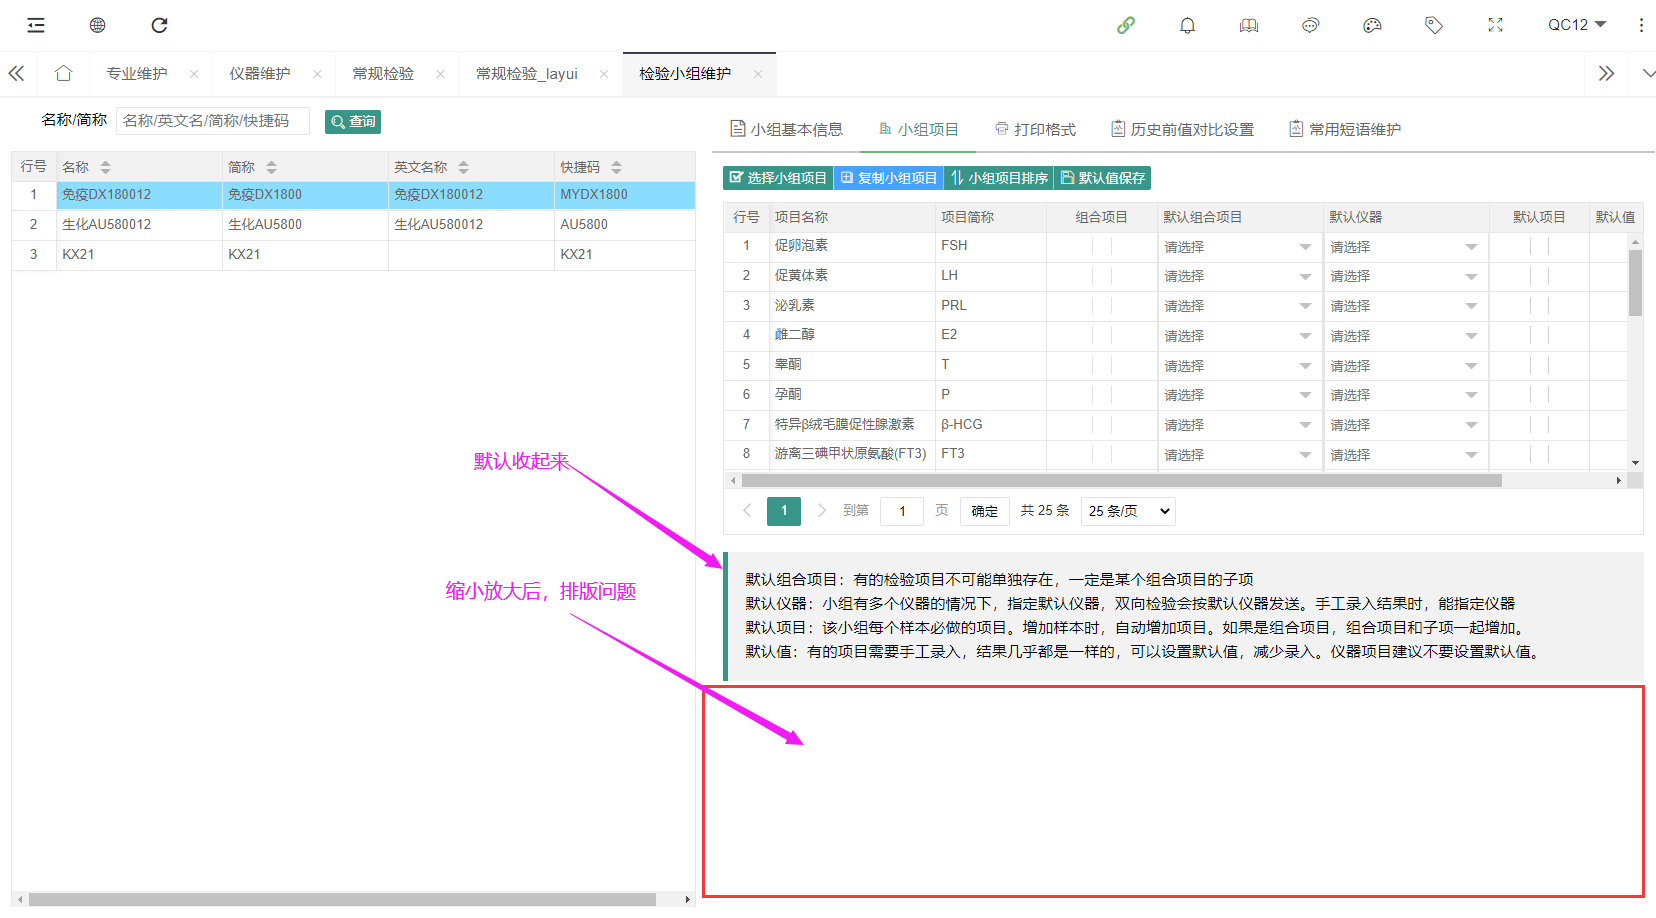 QC12
专业维护
仪器维护
常规检验
常规检验_layui
检验小组维护
名称/简称
名称/英文名/简称/快捷码
查询
行号 名称 简称 英文名称 快捷码
1 免疫DX180012 免疫DX1800 免疫DX180012 MYDX1800
2 生化AU580012 生化AU5800 生化AU580012 AU5800
3 KX21 KX21 KX21
小组基本信息
小组项目
打印格式
历史前值对比设置
常用短语维护
选择小组项目
复制小组项目
小组项目排序
默认值保存
行号 项目名称 项目简称 组合项目 默认组合项目 默认仪器 默认项目 默认值
1 促卵泡素 FSH 请选择 请选择
2 促黄体素 LH 请选择 请选择
3 泌乳素 PRL 请选择 请选择
4 雌二醇 E2 请选择 请选择
5 睾酮 T 请选择 请选择
6 孕酮 P 请选择 请选择
7 特异β绒毛膜促性腺激素 β-HCG 请选择 请选择
8 游离三碘甲状原氨酸(FT3) FT3 请选择 请选择
1 到第 1 页 确定 共 25 条 25 条/页
默认收起来
缩小放大后，排版问题
默认组合项目：有的检验项目不可能单独存在，一定是某个组合项目的子项
默认仪器：小组有多个仪器的情况下，指定默认仪器，双向检验会按默认仪器发送。手工录入结果时，能指定仪器
默认项目：该小组每个样本必做的项目。增加样本时，自动增加项目。如果是组合项目，组合项目和子项一起增加。
默认值：有的项目需要手工录入，结果几乎都是一样的，可以设置默认值，减少录入。仪器项目建议不要设置默认值。